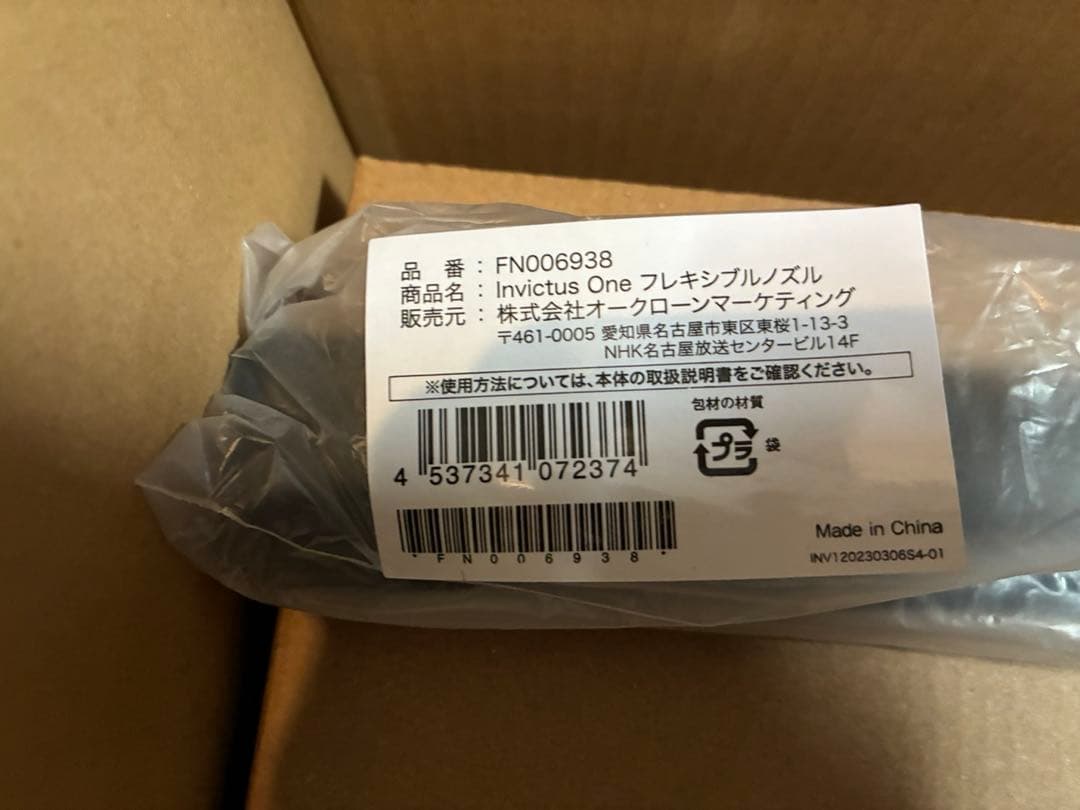 品　番 : FN006938
商品名 : Invictus One フレキシブルノズル
販売元 : 株式会社オークローンマーケティング
〒461-0005 愛知県名古屋市東区東桜1-13-3
NHK名古屋放送センタービル14F
※使用方法については、本体の取扱説明書をご確認ください。
包材の材質
プラ 袋
4 537341 072374
*FN006938*
Made in China
INV120230306S4-01